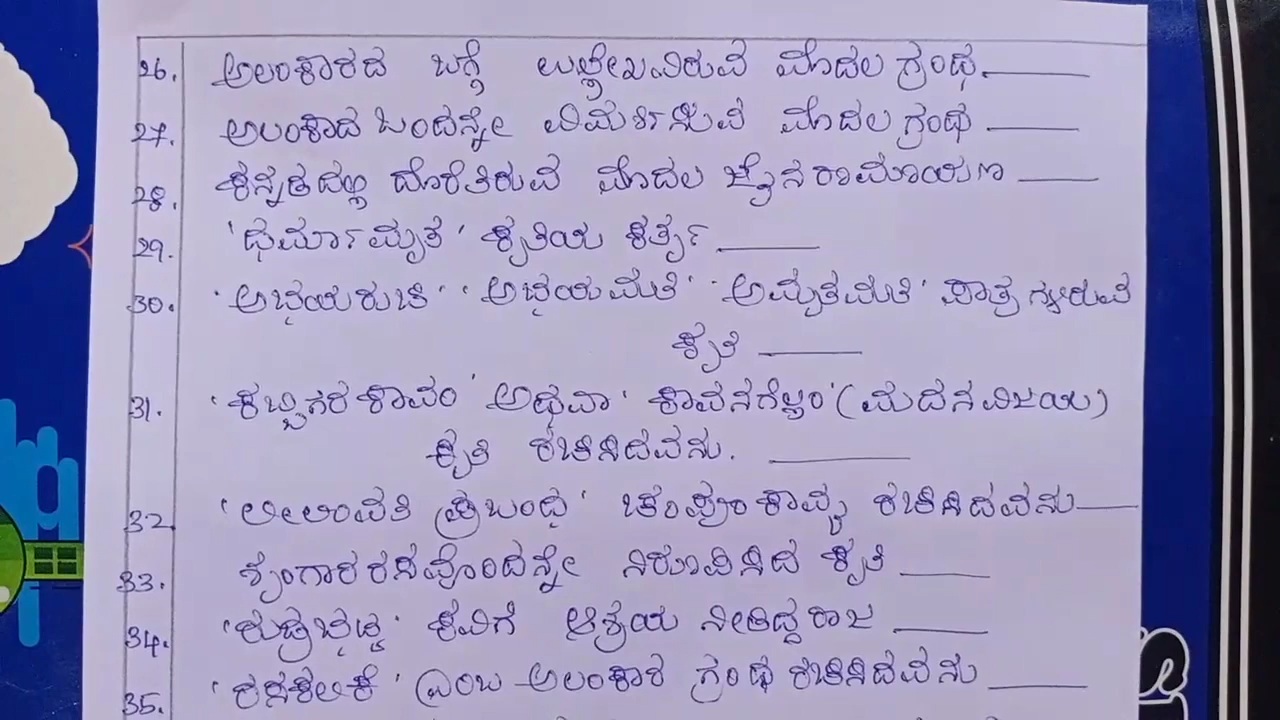 26. ಅಲಂಕಾರದ ಬಗ್ಗೆ ಉಲ್ಲೇಖವಿರುವ ಮೊದಲ ಗ್ರಂಥ. ______
27. ಅಲಂಕಾದ ಒಂದನ್ನೇ ವಿಮರ್ಶಿಸುವ ಮೊದಲ ಗ್ರಂಥ ______
28. ಕನ್ನಡದಲ್ಲಿ ದೊರೆತಿರುವ ಮೊದಲ ಜೈನ ರಾಮಾಯಣ ______
29. 'ಧರ್ಮಾಮೃತ' ಕೃತಿಯ ಕರ್ತೃ ______
30. 'ಅಭಯರುಚಿ' 'ಅಭಯಮತಿ' 'ಅಮೃತಮತಿ' ಪಾತ್ರಗಳಿರುವ
ಕೃತಿ ______
31. 'ಕಬ್ಬಿಗರ ಕಾವಂ' ಅಥವಾ 'ಕಾವನಗೆಲ್ಲಂ' (ಮದನ ವಿಜಯ)
ಕೃತಿ ರಚಿಸಿದವನು. ______
32. 'ಲೀಲಾವತಿ ಪ್ರಬಂಧ' ಚಂಪೂಕಾವ್ಯ ರಚಿಸಿದವನು ______
33. ಶೃಂಗಾರ ರಸವೊಂದನ್ನೇ ನಿರೂಪಿಸಿದ ಕೃತಿ ______
34. 'ರುದ್ರಭಟ್ಟ' ಕವಿಗೆ ಆಶ್ರಯ ನೀಡಿದ್ದ ರಾಜ ______
35. 'ರಸಕಲಿಕೆ' ಎಂಬ ಅಲಂಕಾರ ಗ್ರಂಥ ರಚಿಸಿದವನು ______